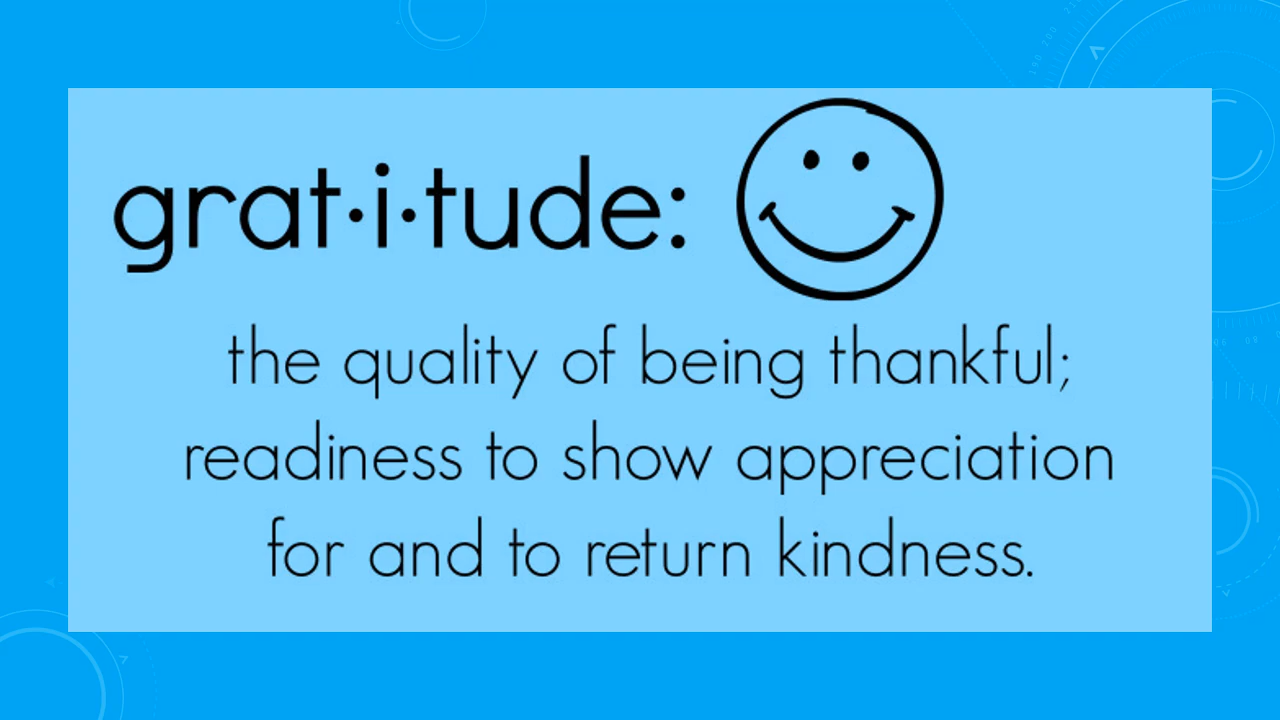 grat·i·tude:
the quality of being thankful;
readiness to show appreciation
for and to return kindness.